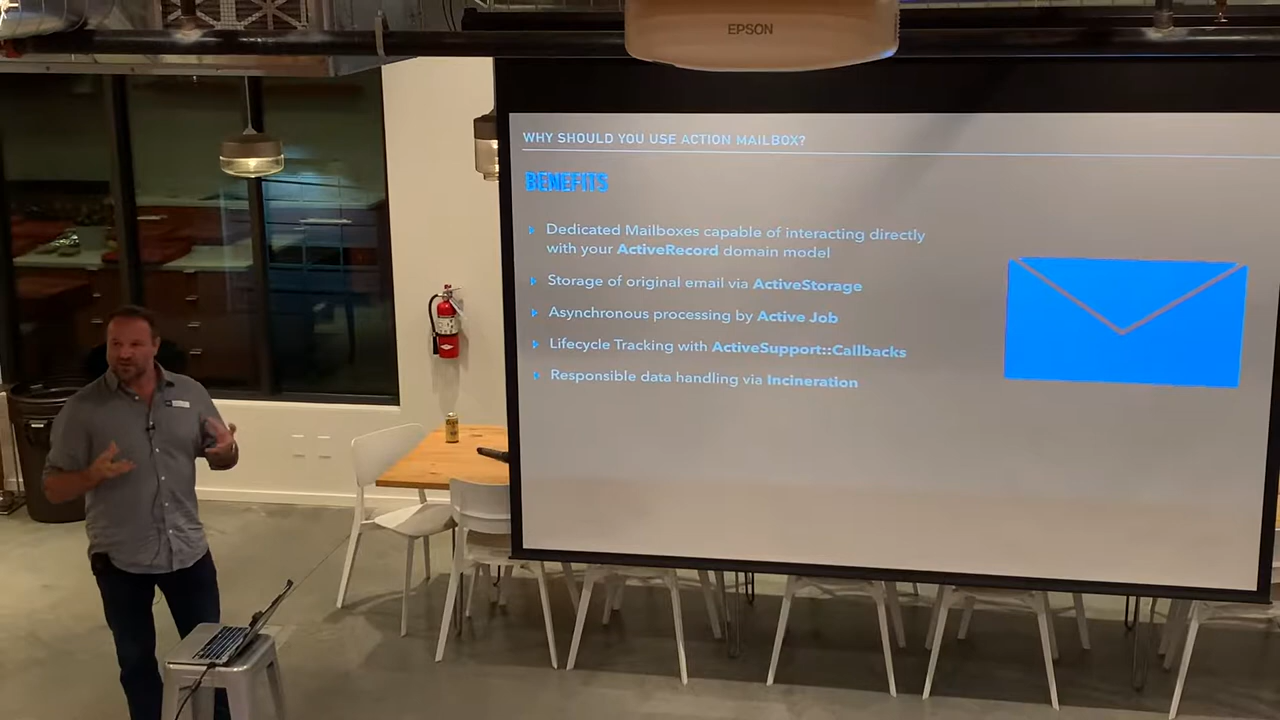 EPSON
WHY SHOULD YOU USE ACTION MAILBOX?
BENEFITS
Dedicated Mailboxes capable of interacting directly
with your ActiveRecord domain model
Storage of original email via ActiveStorage
Asynchronous processing by Active Job
Lifecycle Tracking with ActiveSupport::Callbacks
Responsible data handling via Incineration